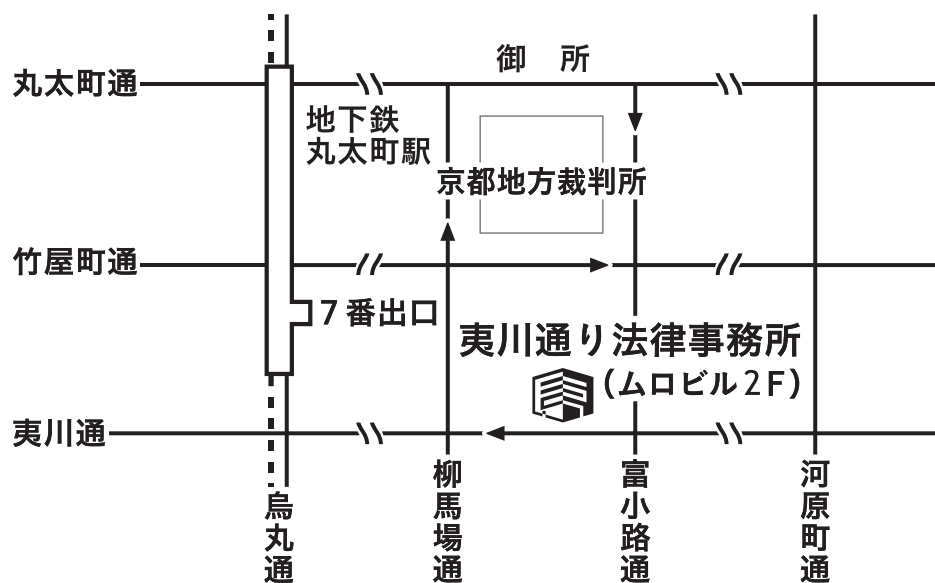 御　所
丸太町通
地下鉄
丸太町駅
京都地方裁判所
竹屋町通
7番出口
夷川通り法律事務所
（ムロビル2F）
夷川通
烏丸通
柳馬場通
富小路通
河原町通